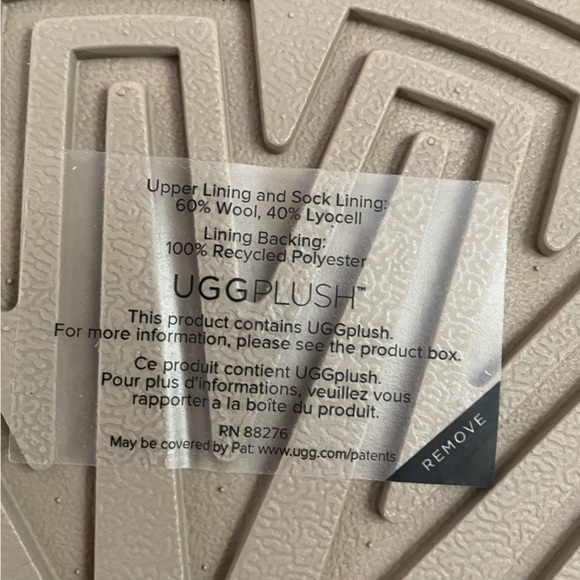 Upper Lining and Sock Lining:
60% Wool, 40% Lyocell
Lining Backing:
100% Recycled Polyester
UGGPLUSH™
This product contains UGGplush.
For more information, please see the product box.
Ce produit contient UGGplush.
Pour plus d'informations, veuillez vous
rapporter a la boîte du produit.
RN 88276
May be covered by Pat: www.ugg.com/patents
REMOVE